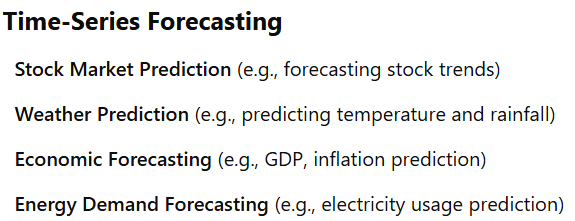 Time-Series Forecasting
Stock Market Prediction (e.g., forecasting stock trends)
Weather Prediction (e.g., predicting temperature and rainfall)
Economic Forecasting (e.g., GDP, inflation prediction)
Energy Demand Forecasting (e.g., electricity usage prediction)